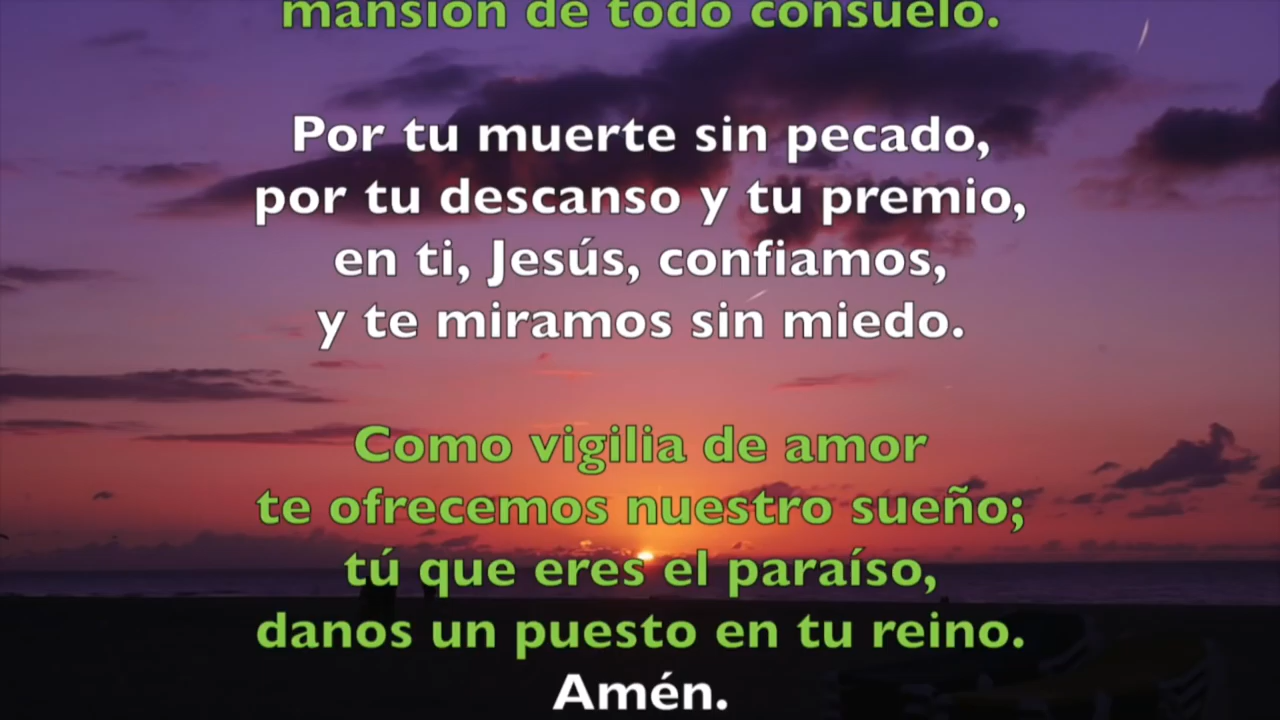 mansión de todo consuelo.
Por tu muerte sin pecado,
por tu descanso y tu premio,
en ti, Jesús, confiamos,
y te miramos sin miedo.
Como vigilia de amor
te ofrecemos nuestro sueño;
tú que eres el paraíso,
danos un puesto en tu reino.
Amén.